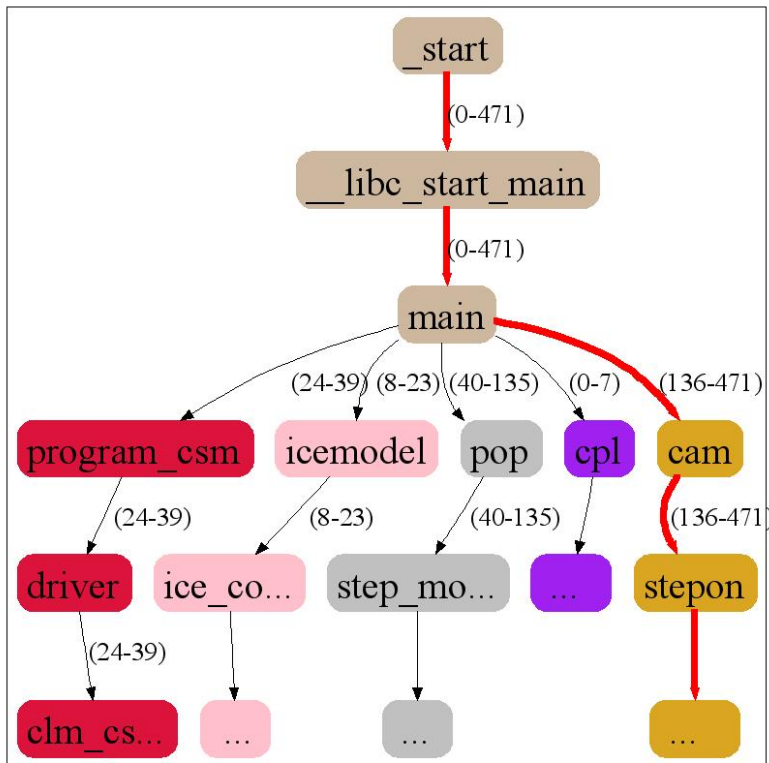 _start
(0-471)
__libc_start_main
(0-471)
main
(24-39) (8-23) (40-135) (0-7) (136-471)
program_csm icemodel pop cpl cam
(24-39) (8-23) (40-135) (136-471)
driver ice_co... step_mo... ... stepon
(24-39)
clm_cs... ... ... ...